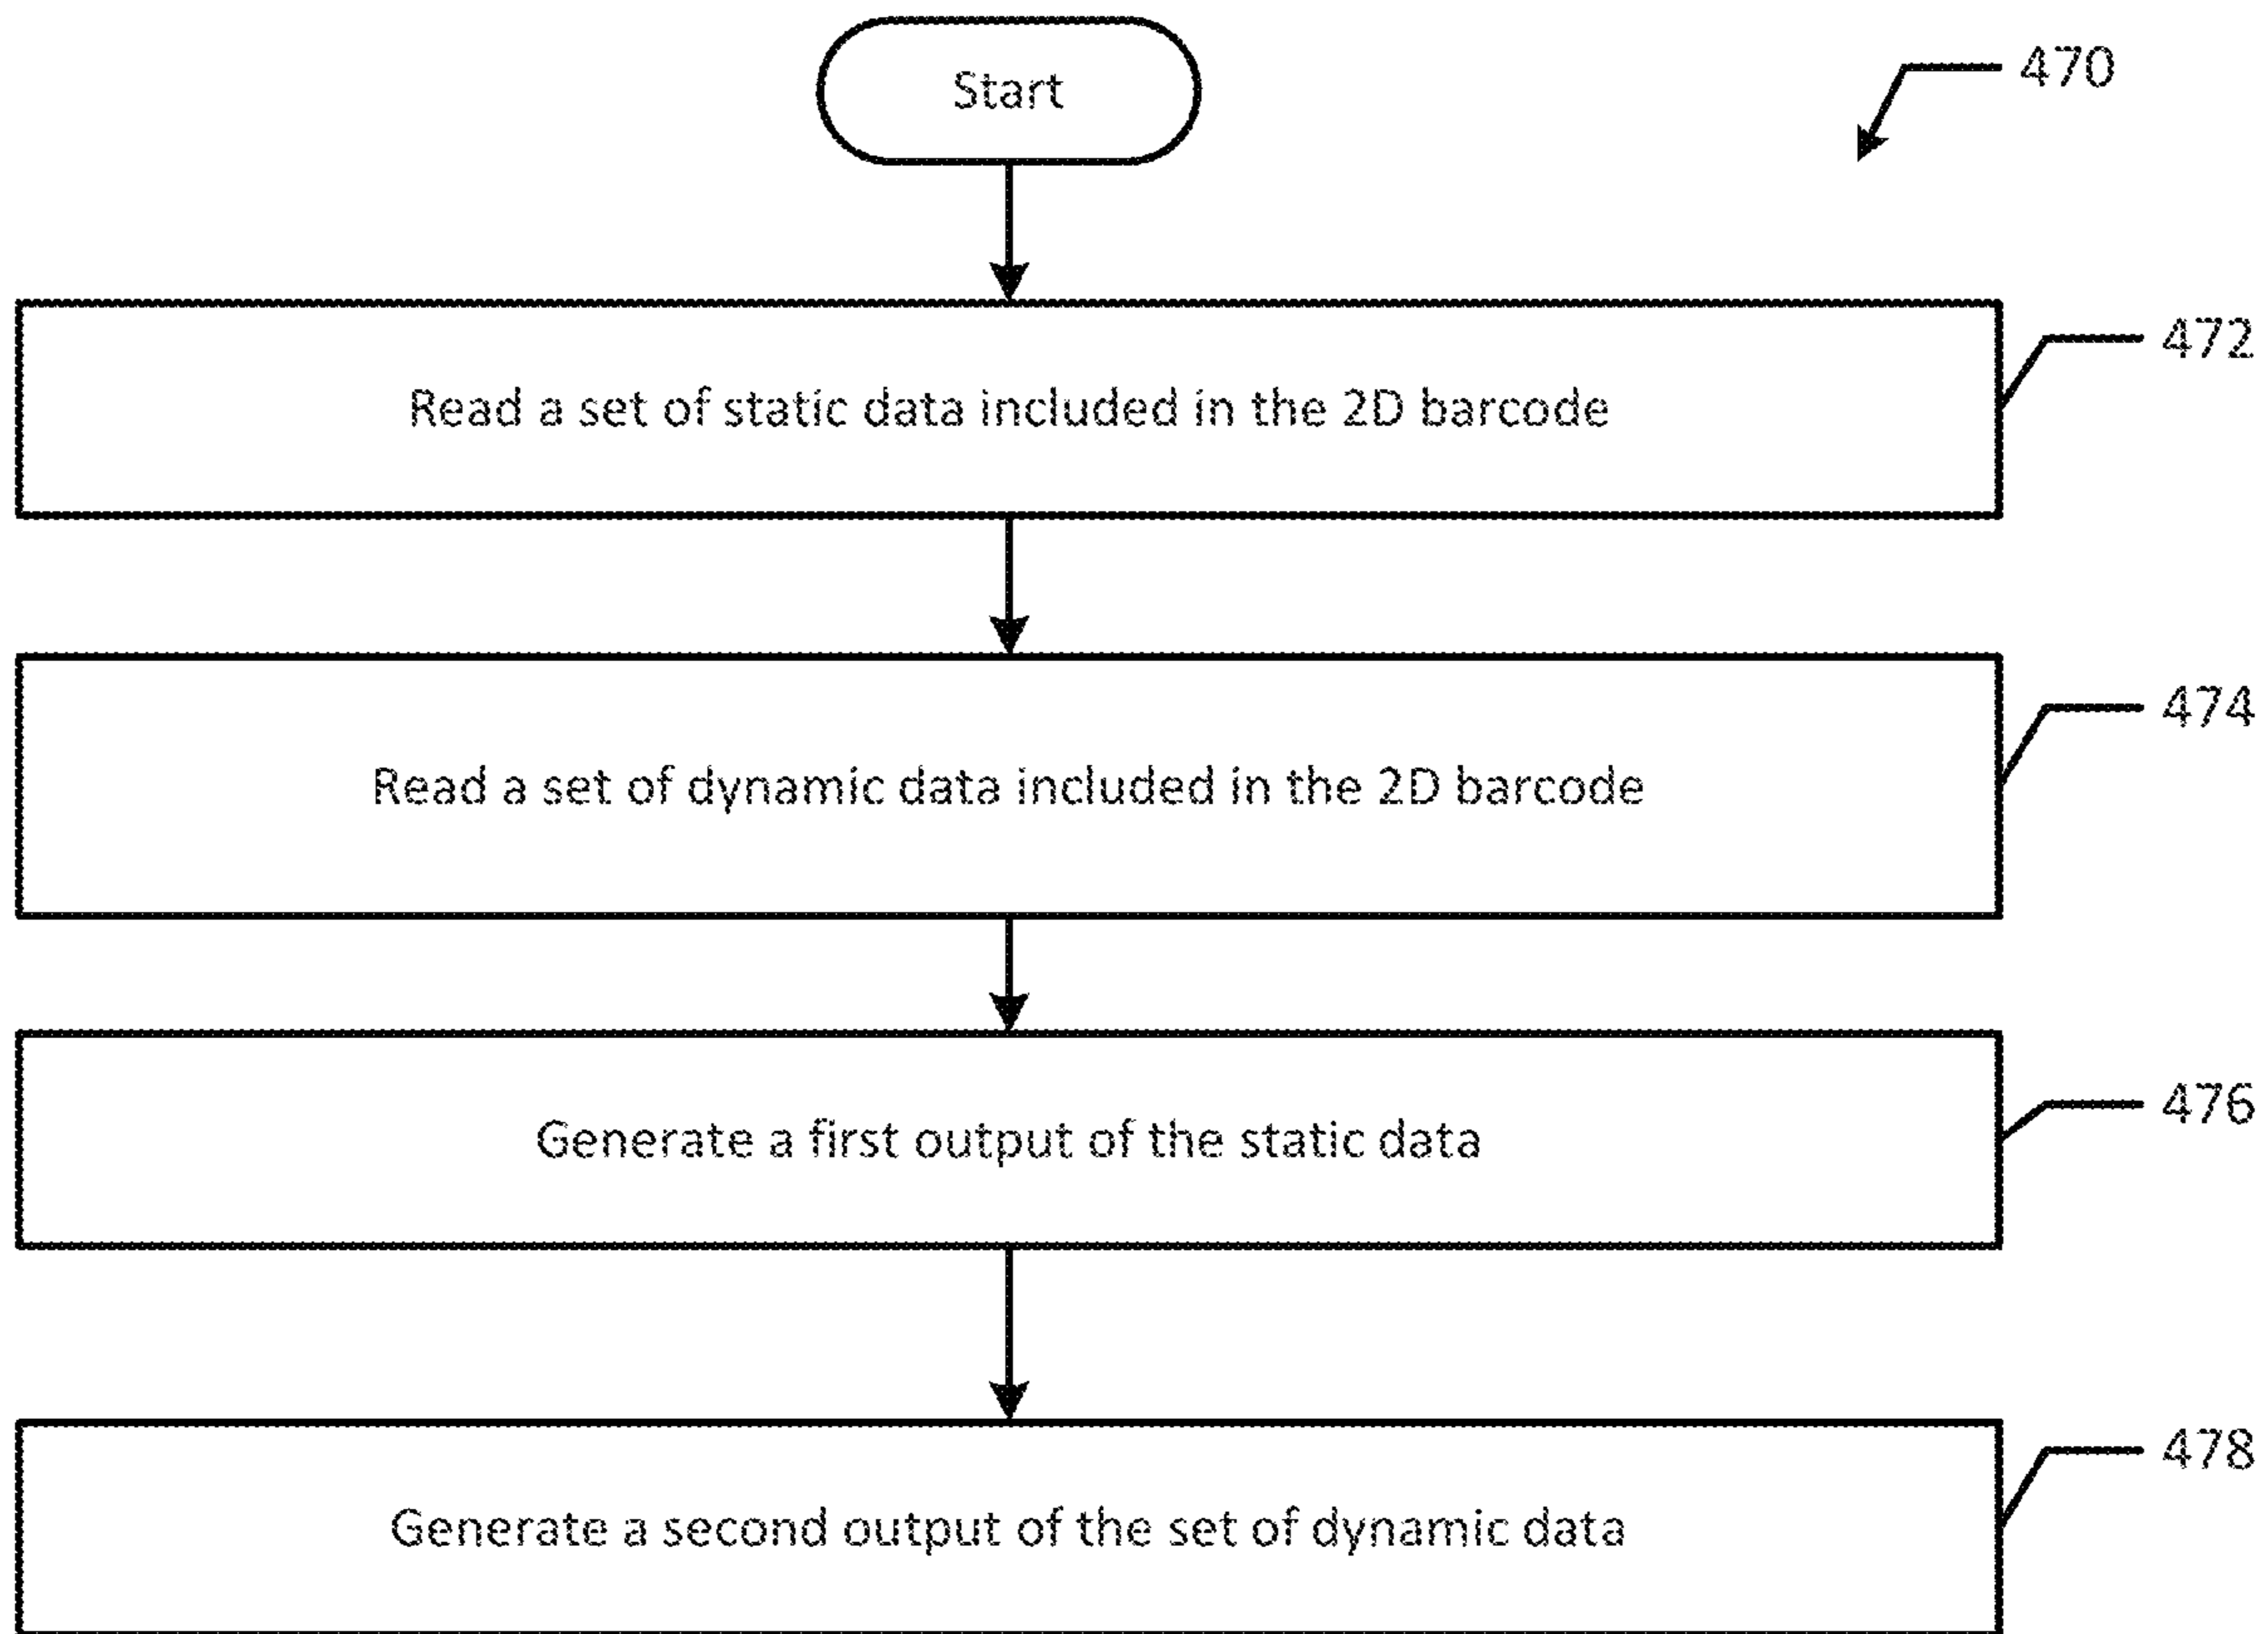 Start
470
472
Read a set of static data included in the 2D barcode
474
Read a set of dynamic data included in the 2D barcode
476
Generate a first output of the static data
478
Generate a second output of the set of dynamic data